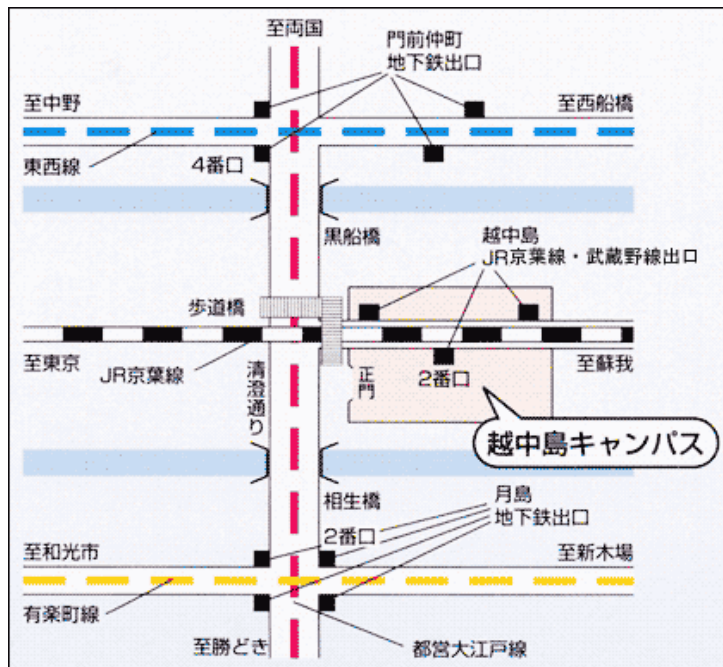 至両国
門前仲町
地下鉄出口
至中野
至西船橋
東西線
4番口
黒船橋
越中島
JR京葉線・武蔵野線出口
歩道橋
至東京
JR京葉線
清澄通り
正門
2番口
至蘇我
越中島キャンパス
相生橋
月島
地下鉄出口
2番口
至和光市
至新木場
有楽町線
至勝どき
都営大江戸線